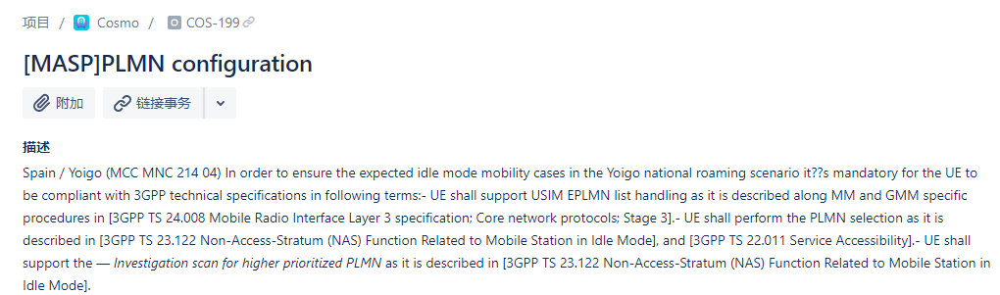 项目 / Cosmo / COS-199
[MASP]PLMN configuration
附加 链接事务
描述
Spain / Yoigo (MCC MNC 214 04) In order to ensure the expected idle mode mobility cases in the Yoigo national roaming scenario it??s mandatory for the UE to
be compliant with 3GPP technical specifications in following terms:- UE shall support USIM EPLMN list handling as it is described along MM and GMM specific
procedures in [3GPP TS 24.008 Mobile Radio Interface Layer 3 specification; Core network protocols; Stage 3].- UE shall perform the PLMN selection as it is
described in [3GPP TS 23.122 Non-Access-Stratum (NAS) Function Related to Mobile Station in Idle Mode], and [3GPP TS 22.011 Service Accessibility].- UE shall
support the — Investigation scan for higher prioritized PLMN as it is described in [3GPP TS 23.122 Non-Access-Stratum (NAS) Function Related to Mobile Station in
Idle Mode].